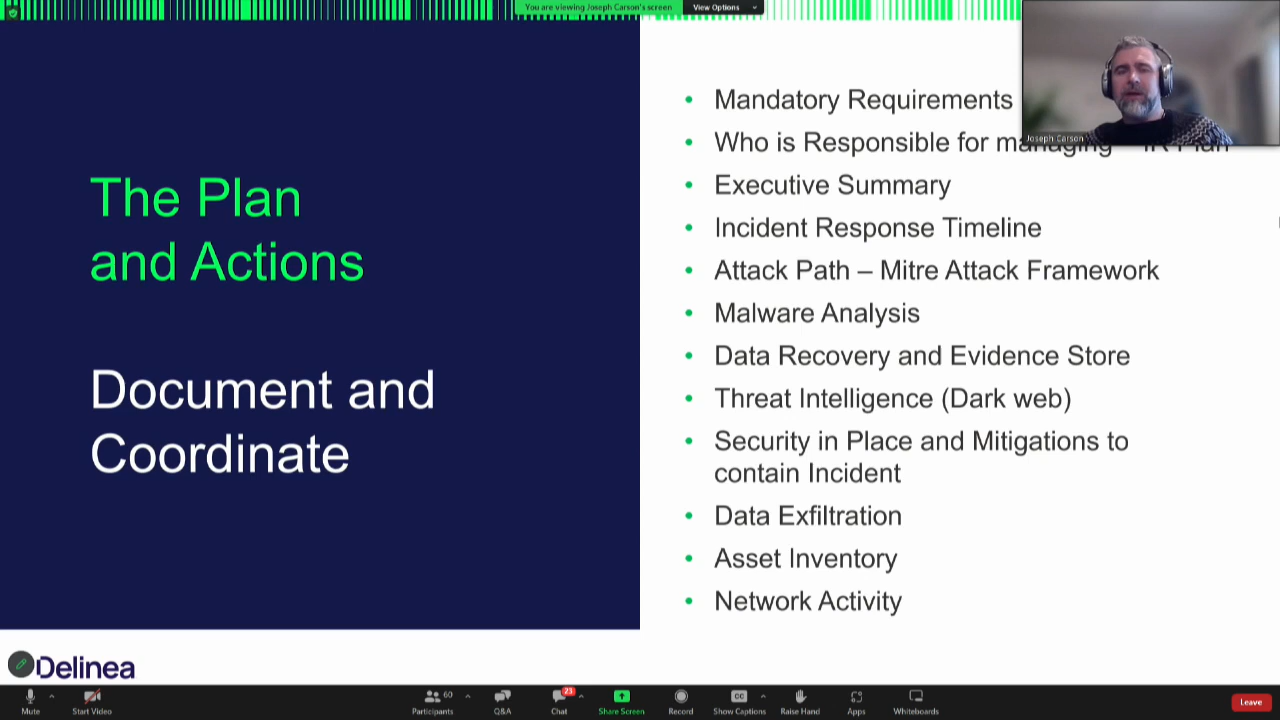 You are viewing Joseph Carson's screen
View Options
The Plan
and Actions
Document and
Coordinate
• Mandatory Requirements
• Who is Responsible for managing – IR Plan
• Executive Summary
• Incident Response Timeline
• Attack Path – Mitre Attack Framework
• Malware Analysis
• Data Recovery and Evidence Store
• Threat Intelligence (Dark web)
• Security in Place and Mitigations to
contain Incident
• Data Exfiltration
• Asset Inventory
• Network Activity
Joseph Carson
Delinea
Mute
Start Video
60
Participants
Q&A
23
Chat
Share Screen
Record
CC
Show Captions
Raise Hand
Apps
Whiteboards
Leave